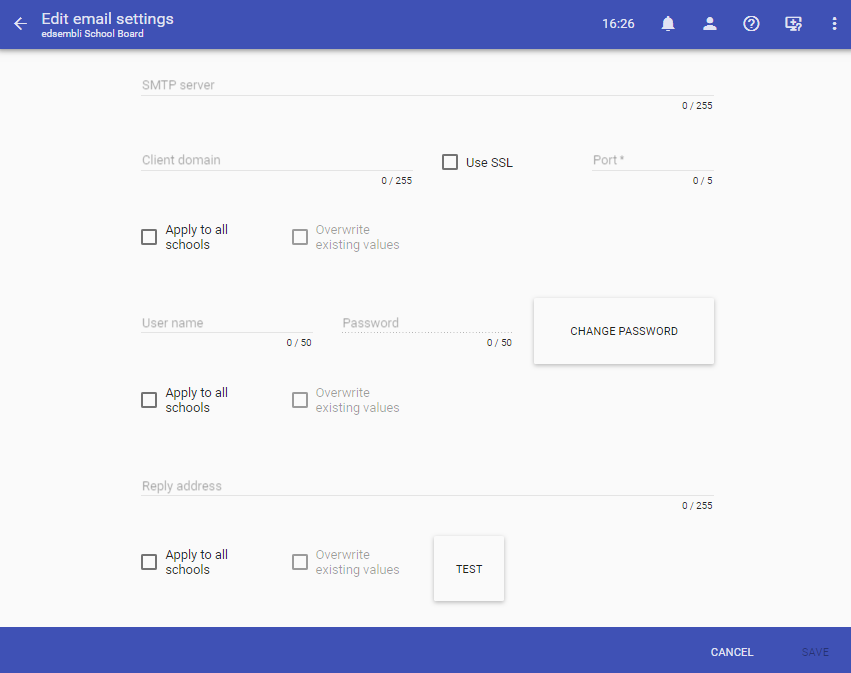 Edit email settings
edsembli School Board
16:26
SMTP server
0 / 255
Client domain
Use SSL
Port *
0 / 255
0 / 5
Apply to all
schools
Overwrite
existing values
User name
Password
CHANGE PASSWORD
0 / 50
0 / 50
Apply to all
schools
Overwrite
existing values
Reply address
0 / 255
Apply to all
schools
Overwrite
existing values
TEST
CANCEL
SAVE